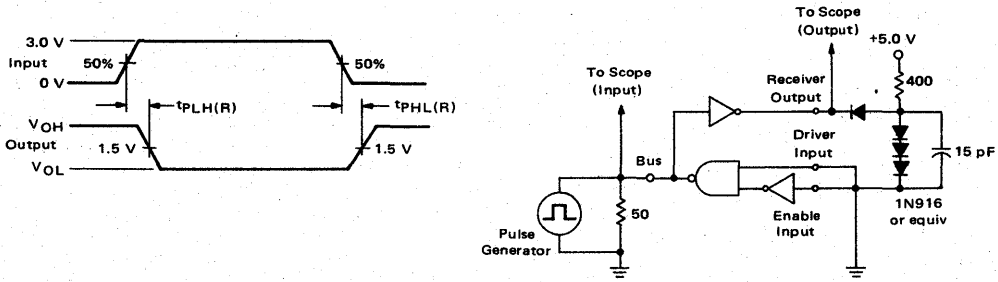 3.0 V
Input
50%
50%
0 V
tPLH(R)
tPHL(R)
VOH
Output
1.5 V
1.5 V
VOL
To Scope
(Output)
+5.0 V
To Scope
(Input)
Receiver
Output
400
Driver
Input
15 pF
Bus
1N916
or equiv
50
Enable
Input
Pulse
Generator